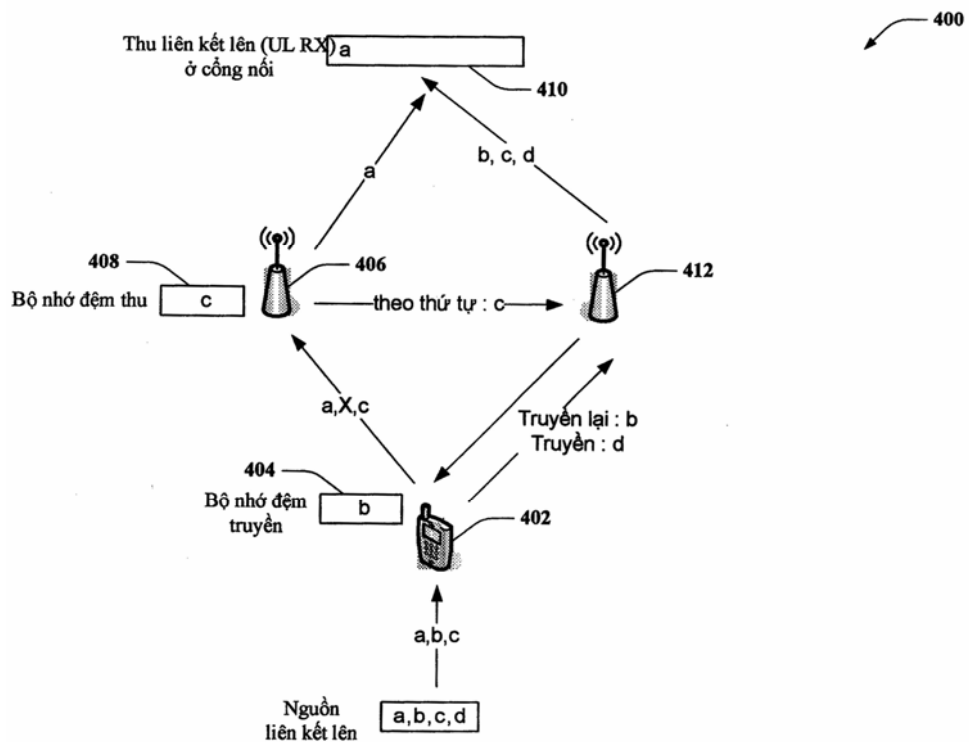 400
Thu liên kết lên (UL RX)
ở cổng nối
a
410
a
b, c, d
408
406
412
Bộ nhớ đệm thu
c
theo thứ tự : c
a,X,c
Truyền lại : b
Truyền : d
404
Bộ nhớ đệm
truyền
b
402
a,b,c
Nguồn
liên kết lên
a,b,c,d